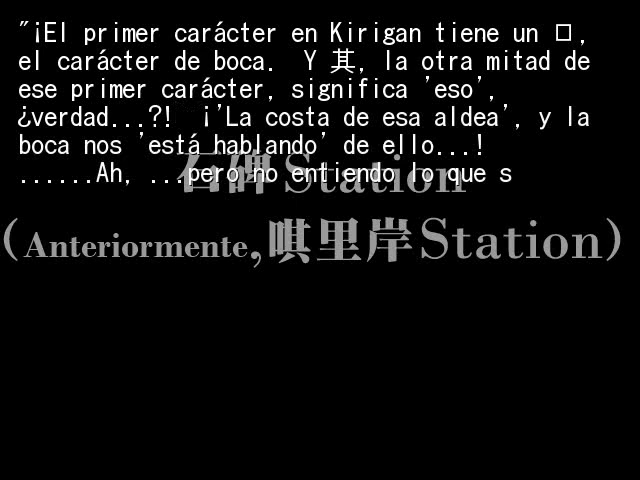 "¡El primer carácter en Kirigan tiene un 口,
el carácter de boca. Y 其, la otra mitad de
ese primer carácter, significa 'eso',
¿verdad...?! ¡'La costa de esa aldea', y la
boca nos 'está hablando' de ello...!
......Ah, ...pero no entiendo lo que s
石碑Station
(Anteriormente,唭里岸Station)